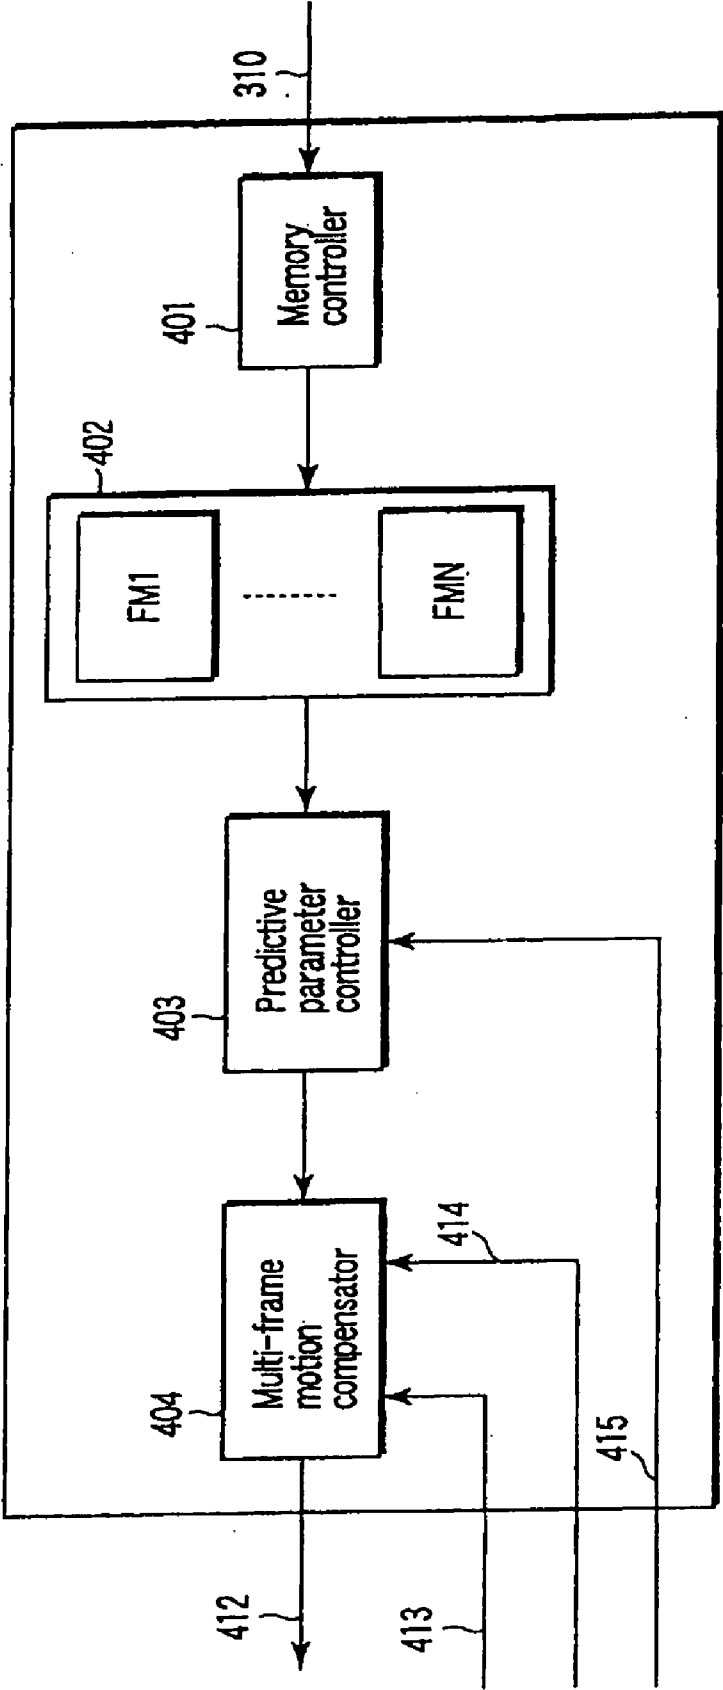 310
401
Memory
controller
402
FM1
FMN
403
Predictive
parameter
controller
404
Multi-frame
motion
compensator
414
415
412
413